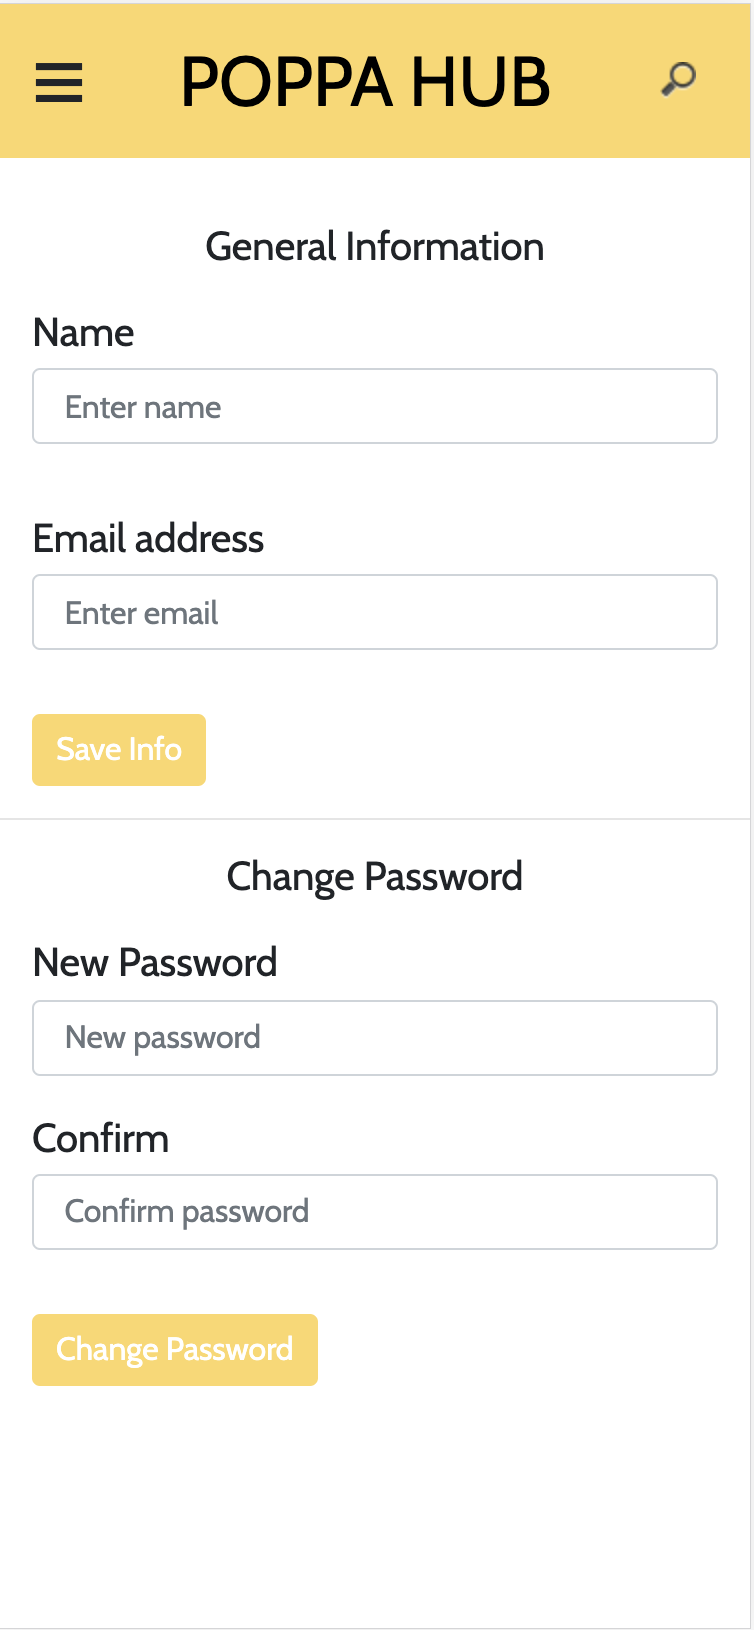 POPPA HUB
General Information
Name
Enter name
Email address
Enter email
Save Info
Change Password
New Password
New password
Confirm
Confirm password
Change Password